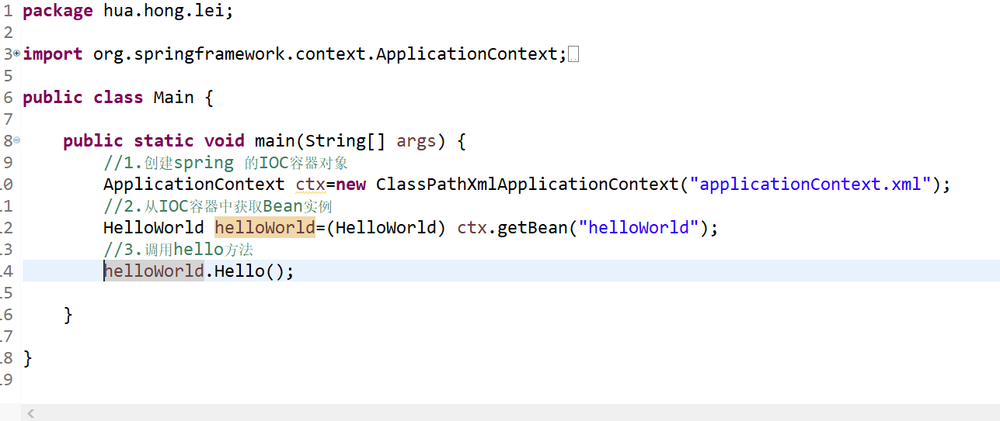 1 package hua.hong.lei;
2
3 import org.springframework.context.ApplicationContext;
5
6 public class Main {
7
8 public static void main(String[] args) {
9 //1.创建spring 的IOC容器对象
10 ApplicationContext ctx=new ClassPathXmlApplicationContext("applicationContext.xml");
11 //2.从IOC容器中获取Bean实例
12 HelloWorld helloWorld=(HelloWorld) ctx.getBean("helloWorld");
13 //3.调用hello方法
14 helloWorld.Hello();
15
16 }
17
18 }
19